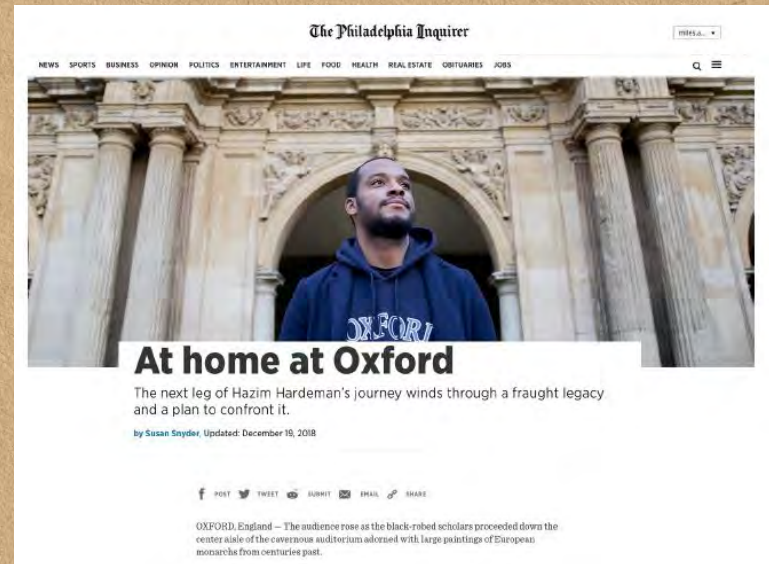 The Philadelphia Inquirer
NEWS SPORTS BUSINESS OPINION POLITICS ENTERTAINMENT LIFE FOOD HEALTH REAL ESTATE OBITUARIES JOBS
OXFORD
At home at Oxford
The next leg of Hazim Hardeman's journey winds through a fraught legacy
and a plan to confront it.
by Susan Snyder, Updated: December 19, 2018
POST TWEET SUBMIT EMAIL SHARE
OXFORD, England — The audience rose as the black-robed scholars proceeded down the
center aisle of the cavernous auditorium adorned with large paintings of European
monarchs from centuries past.